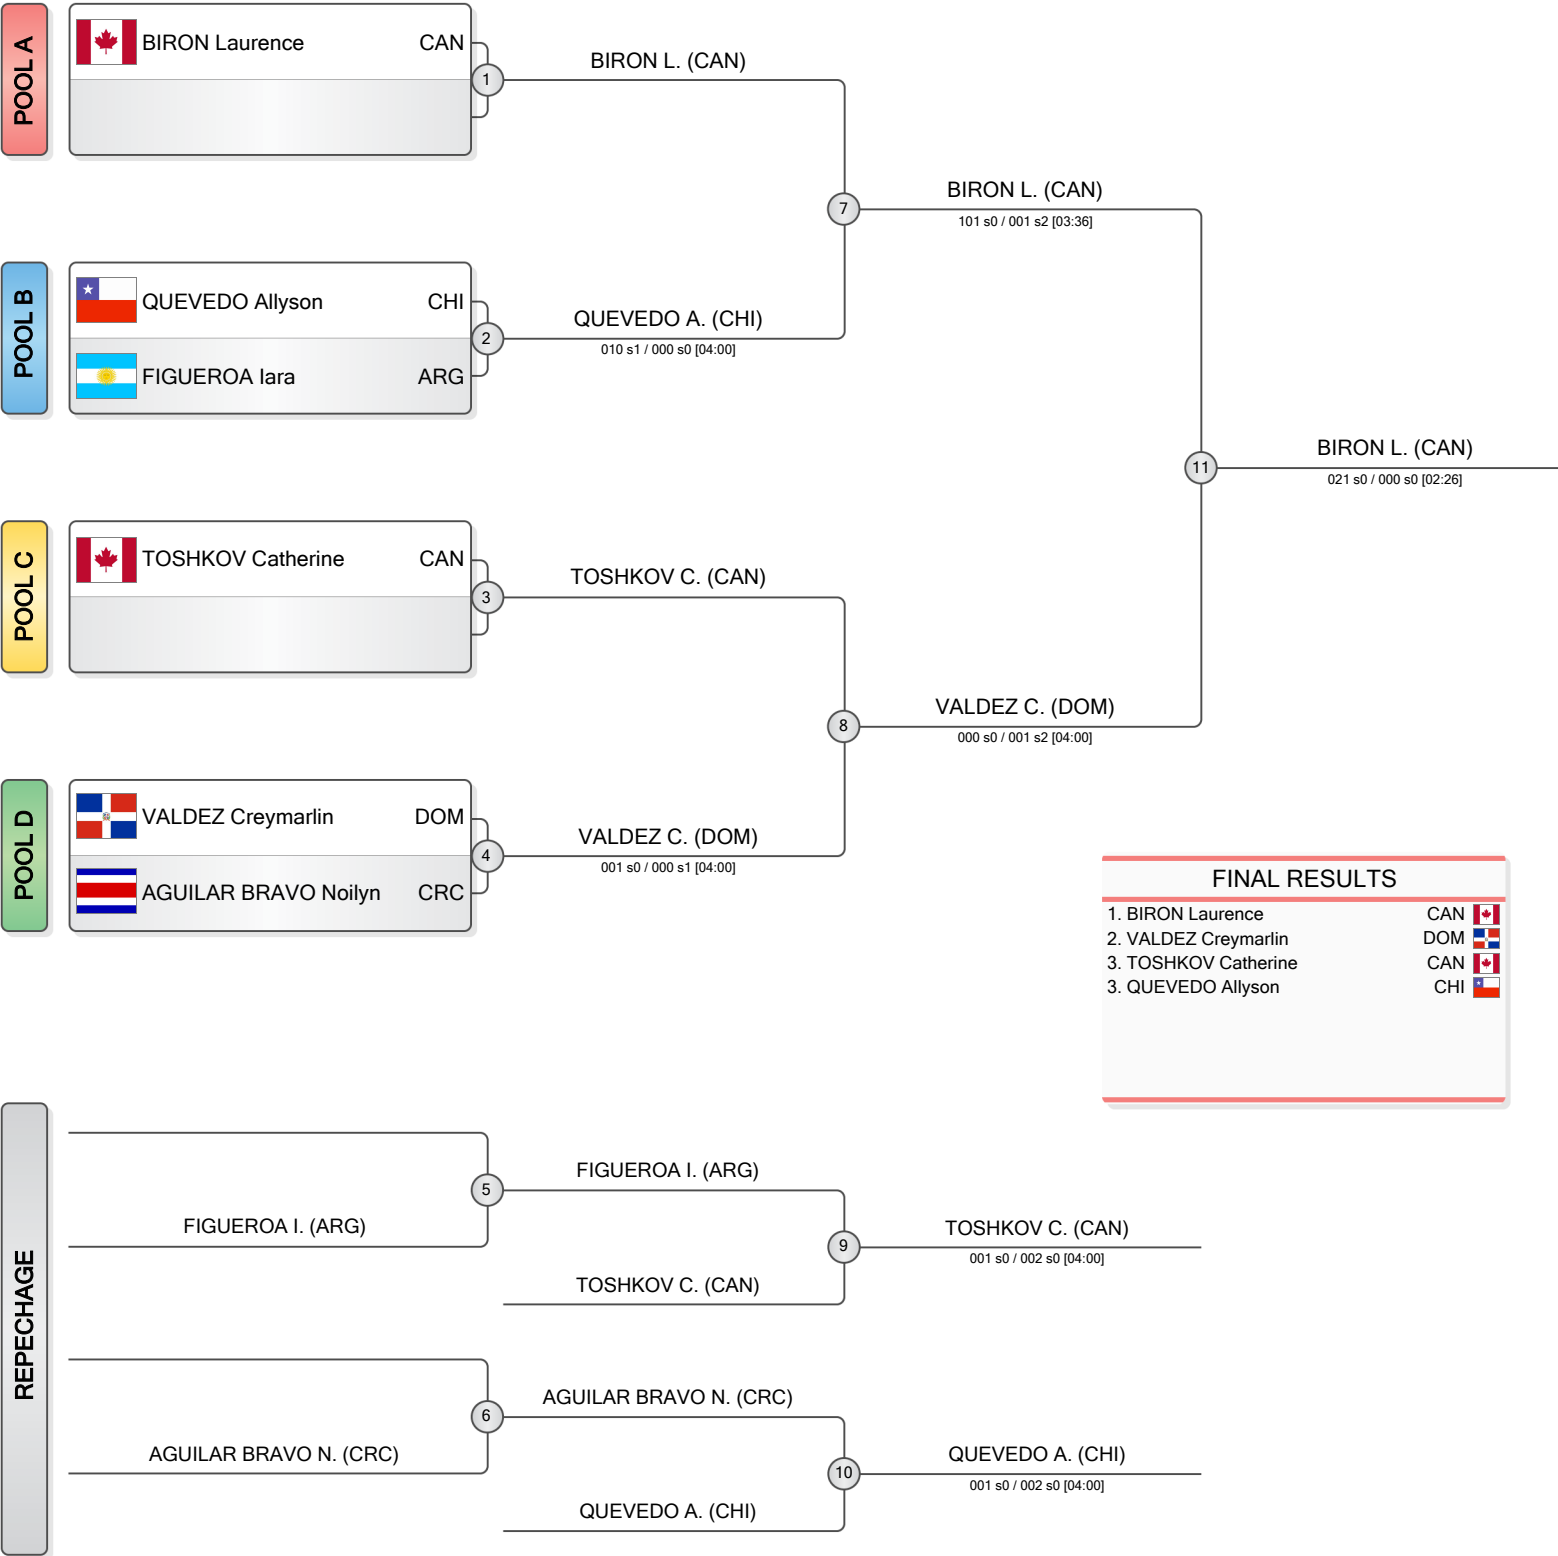 POOL A
BIRON Laurence CAN
1
BIRON L. (CAN)
7
BIRON L. (CAN)
101 s0 / 001 s2 [03:36]
POOL B
QUEVEDO Allyson CHI
FIGUEROA Iara ARG
2
QUEVEDO A. (CHI)
010 s1 / 000 s0 [04:00]
11
BIRON L. (CAN)
021 s0 / 000 s0 [02:26]
POOL C
TOSHKOV Catherine CAN
3
TOSHKOV C. (CAN)
8
VALDEZ C. (DOM)
000 s0 / 001 s2 [04:00]
POOL D
VALDEZ Creymarlin DOM
AGUILAR BRAVO Noilyn CRC
4
VALDEZ C. (DOM)
001 s0 / 000 s1 [04:00]
FINAL RESULTS
1. BIRON Laurence CAN
2. VALDEZ Creymarlin DOM
3. TOSHKOV Catherine CAN
3. QUEVEDO Allyson CHI
REPECHAGE
FIGUEROA I. (ARG)
5
FIGUEROA I. (ARG)
TOSHKOV C. (CAN)
9
TOSHKOV C. (CAN)
001 s0 / 002 s0 [04:00]
AGUILAR BRAVO N. (CRC)
6
AGUILAR BRAVO N. (CRC)
QUEVEDO A. (CHI)
10
QUEVEDO A. (CHI)
001 s0 / 002 s0 [04:00]